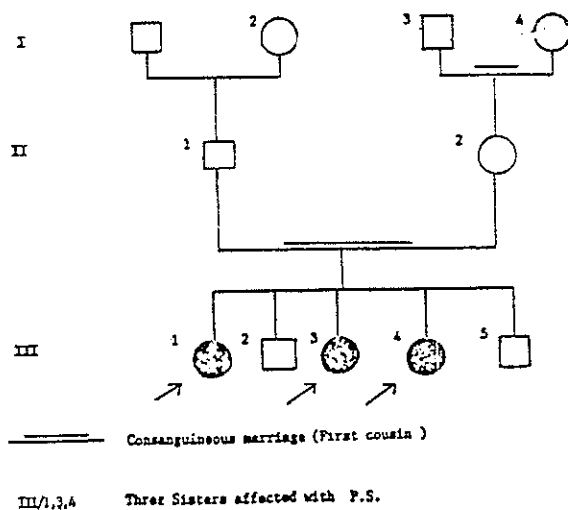 I
2
3
4
II
1
2
III
1
2
3
4
5
Consanguineous marriage (First cousin )
III/1,3,4 Three Sisters affected with P.S.